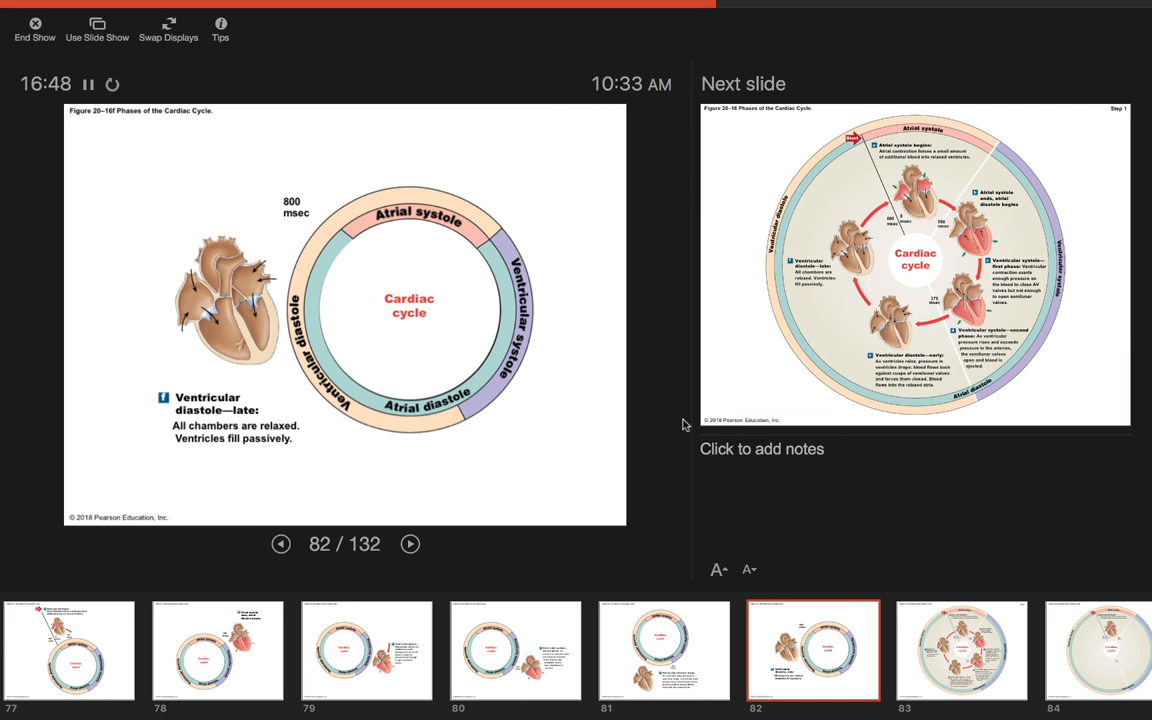 End Show
Use Slide Show
Swap Displays
Tips
16:48
10:33 AM
Figure 20–16f Phases of the Cardiac Cycle.
800
msec
Atrial systole
Ventricular systole
Atrial diastole
Ventricular diastole
Cardiac
cycle
f Ventricular
diastole—late:
All chambers are relaxed.
Ventricles fill passively.
© 2018 Pearson Education, Inc.
82 / 132
Next slide
Figure 20–16 Phases of the Cardiac Cycle.
Step 1
Start
Atrial systole
a Atrial systole begins:
Atrial contraction forces a small amount
of additional blood into relaxed ventricles.
b Atrial systole
ends, atrial
diastole begins
800
msec
0
msec
100
msec
Cardiac
cycle
Ventricular diastole
Ventricular systole
f Ventricular
diastole—late:
All chambers are
relaxed. Ventricles
fill passively.
Ventricular systole—
first phase: Ventricular
contraction exerts
enough pressure on
the blood to close AV
valves but not enough
to open semilunar
valves.
370
msec
d Ventricular systole—second
phase: As ventricular
pressure rises and exceeds
pressure in the arteries,
the semilunar valves
open and blood is
ejected.
e Ventricular diastole—early:
As ventricles relax, pressure in
ventricles drops; blood flows back
against cusps of semilunar valves
and forces them closed. Blood
flows into the relaxed atria.
Atrial diastole
© 2018 Pearson Education, Inc.
Click to add notes
A
A
77
78
79
80
81
82
83
84